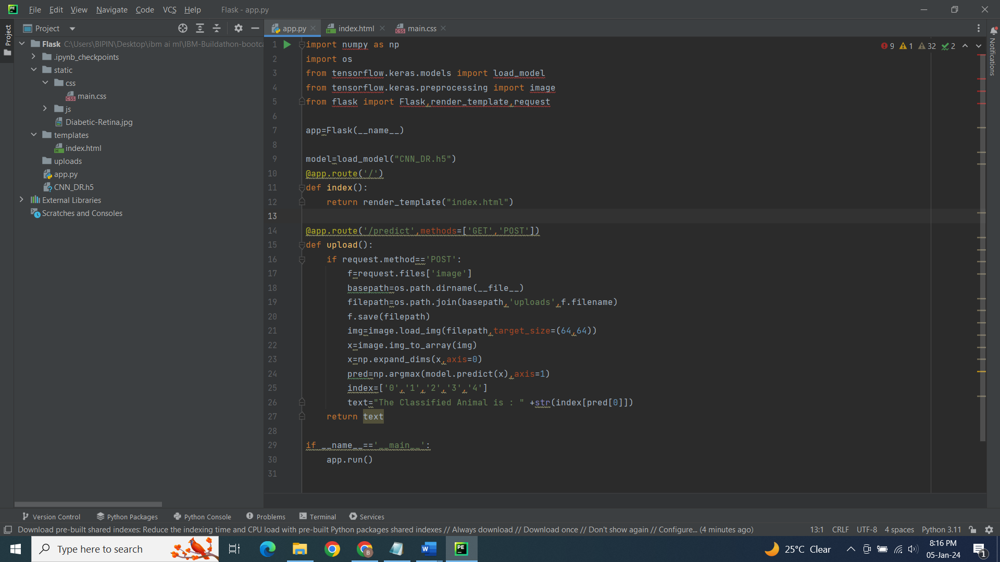 PE File Edit View Navigate Code VCS Help Flask - app.py
Project
Project
app.py index.html main.css
Flask C:\Users\BIPIN\Desktop\ibm ai ml\IBM-Buildathon-bootca
.ipynb_checkpoints
static
css
main.css
js
Diabetic-Retina.jpg
templates
index.html
uploads
app.py
CNN_DR.h5
External Libraries
Scratches and Consoles
9 1 32 2
Notifications
1 import numpy as np
2 import os
3 from tensorflow.keras.models import load_model
4 from tensorflow.keras.preprocessing import image
5 from flask import Flask,render_template,request
6
7 app=Flask(__name__)
8
9 model=load_model("CNN_DR.h5")
10 @app.route('/')
11 def index():
12     return render_template("index.html")
13
14 @app.route('/predict',methods=['GET','POST'])
15 def upload():
16     if request.method=='POST':
17         f=request.files['image']
18         basepath=os.path.dirname(__file__)
19         filepath=os.path.join(basepath,'uploads',f.filename)
20         f.save(filepath)
21         img=image.load_img(filepath,target_size=(64,64))
22         x=image.img_to_array(img)
23         x=np.expand_dims(x,axis=0)
24         pred=np.argmax(model.predict(x),axis=1)
25         index=['0','1','2','3','4']
26         text="The Classified Animal is : " +str(index[pred[0]])
27     return text
28
29 if __name__=='__main__':
30     app.run()
31
Version Control Python Packages Python Console Problems Terminal Services
Download pre-built shared indexes: Reduce the indexing time and CPU load with pre-built Python packages shared indexes // Always download // Download once // Don't show again // Configure... (4 minutes ago) 13:1 CRLF UTF-8 4 spaces Python 3.11
Type here to search
B
W
PE
25°C Clear
8:16 PM
05-Jan-24
1